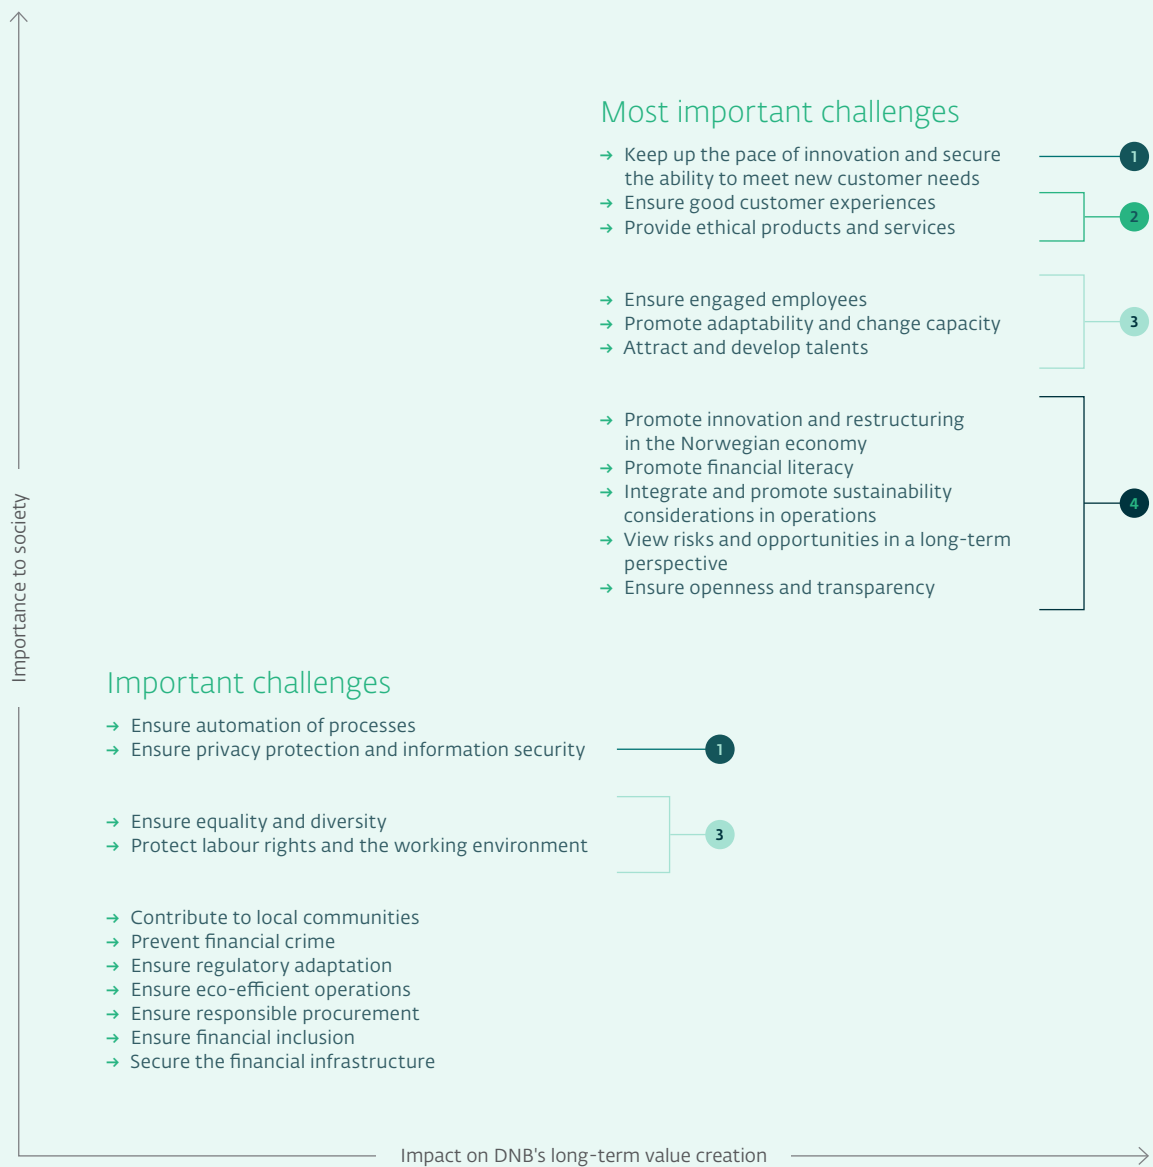 Most important challenges
→ Keep up the pace of innovation and secure
the ability to meet new customer needs
→ Ensure good customer experiences
→ Provide ethical products and services
1
2
→ Ensure engaged employees
→ Promote adaptability and change capacity
→ Attract and develop talents
3
→ Promote innovation and restructuring
in the Norwegian economy
→ Promote financial literacy
→ Integrate and promote sustainability
considerations in operations
→ View risks and opportunities in a long-term
perspective
→ Ensure openness and transparency
4
Importance to society
Important challenges
→ Ensure automation of processes
→ Ensure privacy protection and information security
1
→ Ensure equality and diversity
→ Protect labour rights and the working environment
3
→ Contribute to local communities
→ Prevent financial crime
→ Ensure regulatory adaptation
→ Ensure eco-efficient operations
→ Ensure responsible procurement
→ Ensure financial inclusion
→ Secure the financial infrastructure
Impact on DNB's long-term value creation